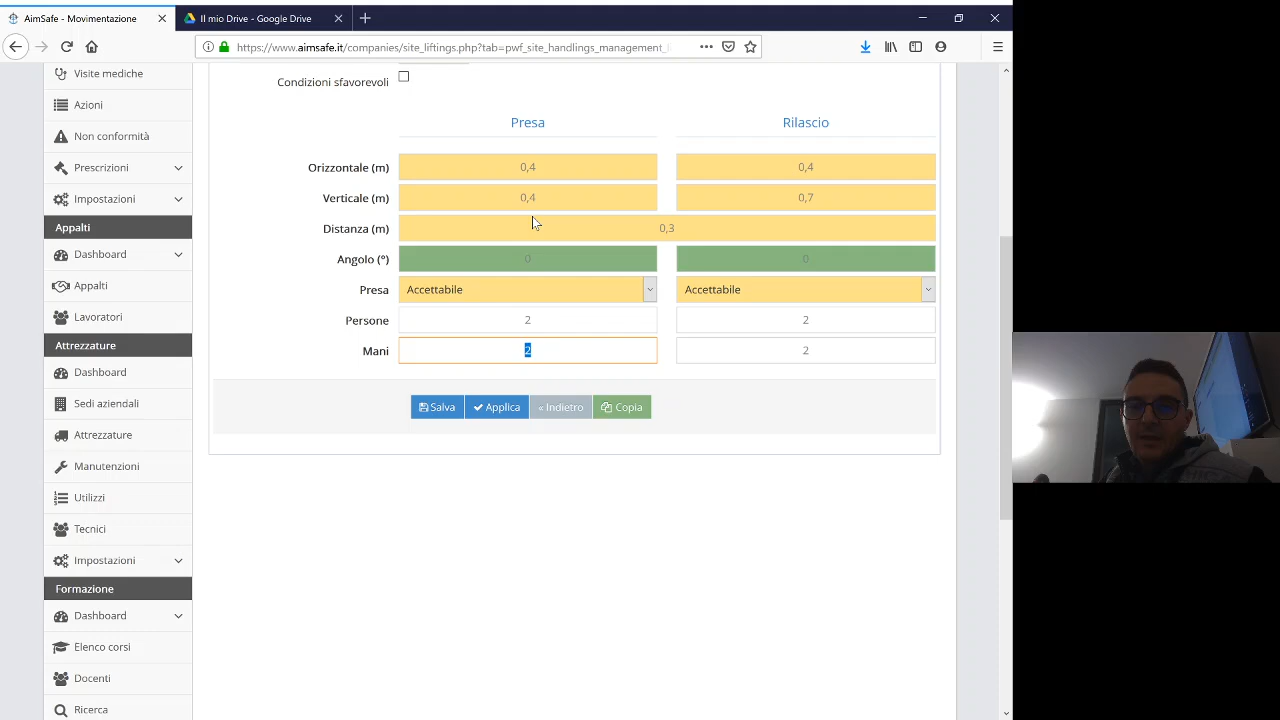 AimSafe - Movimentazione
Il mio Drive - Google Drive
https://www.aimsafe.it/companies/site_liftings.php?tab=pwf_site_handlings_management_
Visite mediche
Azioni
Non conformità
Prescrizioni
Impostazioni
Appalti
Dashboard
Appalti
Lavoratori
Attrezzature
Dashboard
Sedi aziendali
Attrezzature
Manutenzioni
Utilizzi
Tecnici
Impostazioni
Formazione
Dashboard
Elenco corsi
Docenti
Ricerca
Condizioni sfavorevoli
Presa Rilascio
Orizzontale (m) 0,4 0,4
Verticale (m) 0,4 0,7
Distanza (m) 0,3
Angolo (°) 0 0
Presa Accettabile Accettabile
Persone 2 2
Mani 2 2
Salva Applica « Indietro Copia